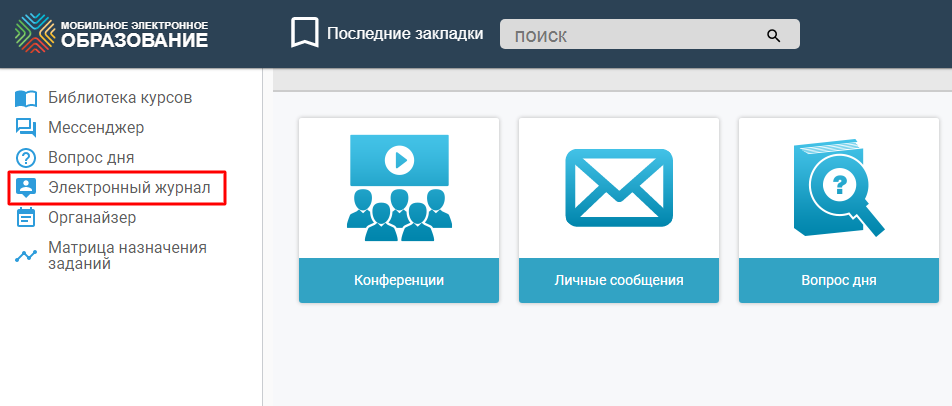 МОБИЛЬНОЕ ЭЛЕКТРОННОЕ
ОБРАЗОВАНИЕ
Последние закладки
ПОИСК
Библиотека курсов
Мессенджер
Вопрос дня
Электронный журнал
Органайзер
Матрица назначения
заданий
?
Конференции
Личные сообщения
Вопрос дня